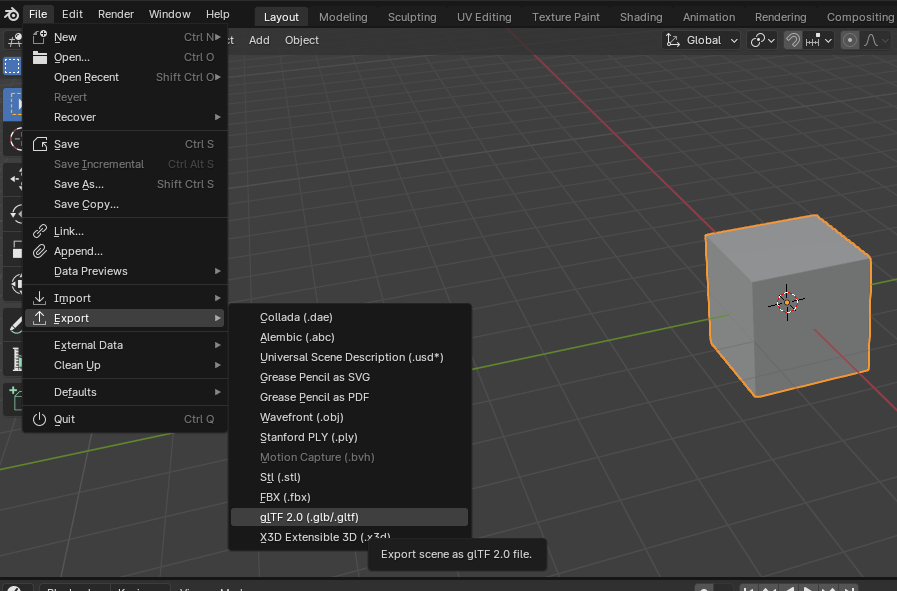 File Edit Render Window Help Layout Modeling Sculpting UV Editing Texture Paint Shading Animation Rendering Compositing
Add Object Global
New Ctrl N
Open... Ctrl O
Open Recent Shift Ctrl O
Revert
Recover
Save Ctrl S
Save Incremental Ctrl Alt S
Save As... Shift Ctrl S
Save Copy...
Link...
Append...
Data Previews
Import
Export
External Data
Clean Up
Defaults
Quit Ctrl Q
Collada (.dae)
Alembic (.abc)
Universal Scene Description (.usd*)
Grease Pencil as SVG
Grease Pencil as PDF
Wavefront (.obj)
Stanford PLY (.ply)
Motion Capture (.bvh)
Stl (.stl)
FBX (.fbx)
glTF 2.0 (.glb/.gltf)
X3D Extensible 3D (.x3d)
Export scene as glTF 2.0 file.